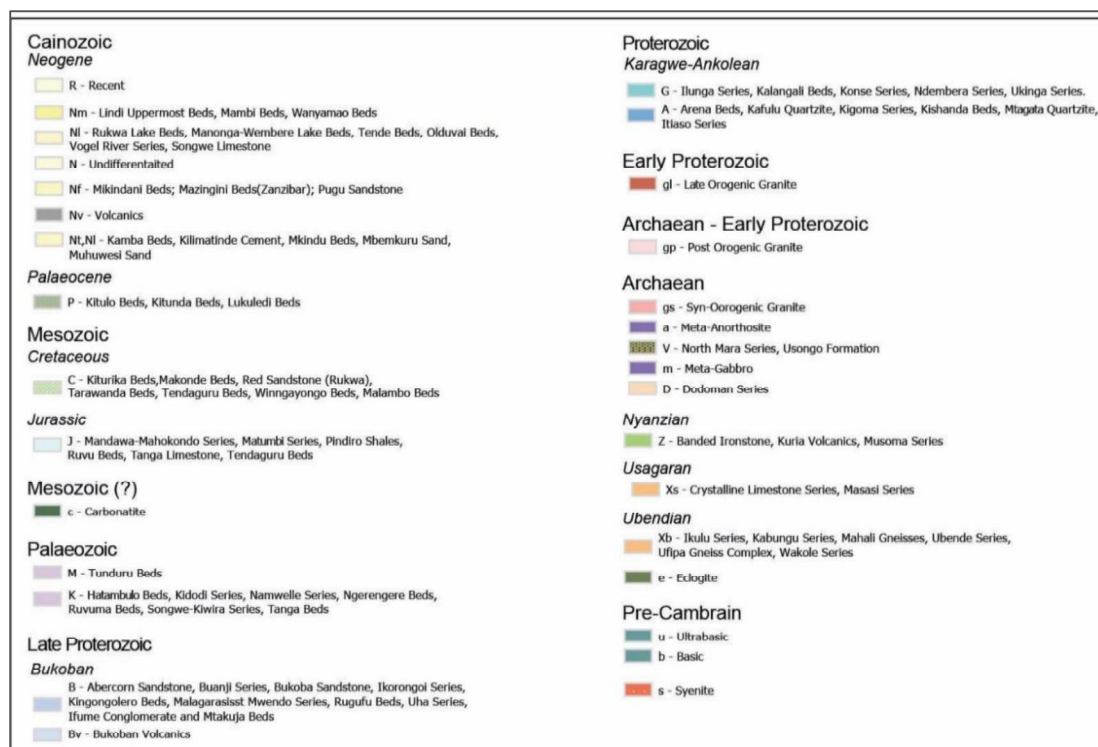 Cainozoic
Neogene
R - Recent
Nm - Lindi Uppermost Beds, Mambi Beds, Wanyamao Beds
Nl - Rukwa Lake Beds, Manonga-Wembere Lake Beds, Tende Beds, Olduvai Beds,
Vogel River Series, Songwe Limestone
N - Undifferentaited
Nf - Mikindani Beds; Mazingini Beds(Zanzibar); Pugu Sandstone
Nv - Volcanics
Nt,Nl - Kamba Beds, Kilimatinde Cement, Mkindu Beds, Mbemkuru Sand,
Muhuwesi Sand
Palaeocene
P - Kitulo Beds, Kitunda Beds, Lukuledi Beds
Mesozoic
Cretaceous
C - Kiturika Beds,Makonde Beds, Red Sandstone (Rukwa),
Tarawanda Beds, Tendaguru Beds, Winngayongo Beds, Malambo Beds
Jurassic
J - Mandawa-Mahokondo Series, Matumbi Series, Pindiro Shales,
Ruvu Beds, Tanga Limestone, Tendaguru Beds
Mesozoic (?)
c - Carbonatite
Palaeozoic
M - Tunduru Beds
K - Hatambulo Beds, Kidodi Series, Namwelle Series, Ngerengere Beds,
Ruvuma Beds, Songwe-Kiwira Series, Tanga Beds
Late Proterozoic
Bukoban
B - Abercorn Sandstone, Buanji Series, Bukoba Sandstone, Ikorongoi Series,
Kingongolero Beds, Malagarasisst Mwendo Series, Rugufu Beds, Uha Series,
Ifume Conglomerate and Mtakuja Beds
Bv - Bukoban Volcanics
Proterozoic
Karagwe-Ankolean
G - Ilunga Series, Kalangali Beds, Konse Series, Ndembera Series, Ukinga Series.
A - Arena Beds, Kafulu Quartzite, Kigoma Series, Kishanda Beds, Mtagata Quartzite,
Itiaso Series
Early Proterozoic
gl - Late Orogenic Granite
Archaean - Early Proterozoic
gp - Post Orogenic Granite
Archaean
gs - Syn-Oorogenic Granite
a - Meta-Anorthosite
V - North Mara Series, Usongo Formation
m - Meta-Gabbro
D - Dodoman Series
Nyanzian
Z - Banded Ironstone, Kuria Volcanics, Musoma Series
Usagaran
Xs - Crystalline Limestone Series, Masasi Series
Ubendian
Xb - Ikulu Series, Kabungu Series, Mahali Gneisses, Ubende Series,
Ufipa Gneiss Complex, Wakole Series
e - Eclogite
Pre-Cambrain
u - Ultrabasic
b - Basic
s - Syenite